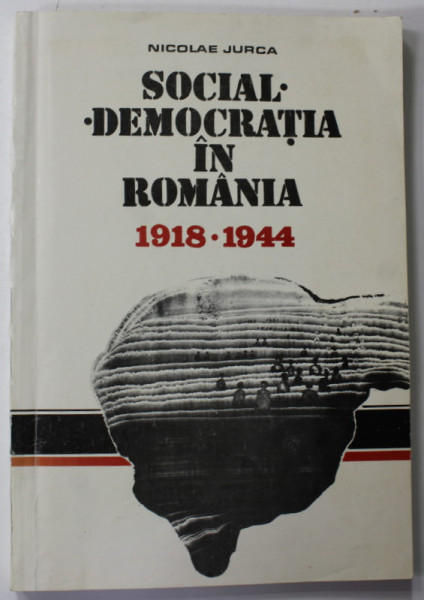 NICOLAE JURCA
SOCIAL·
·DEMOCRAȚIA
ÎN
ROMÂNIA
1918·1944